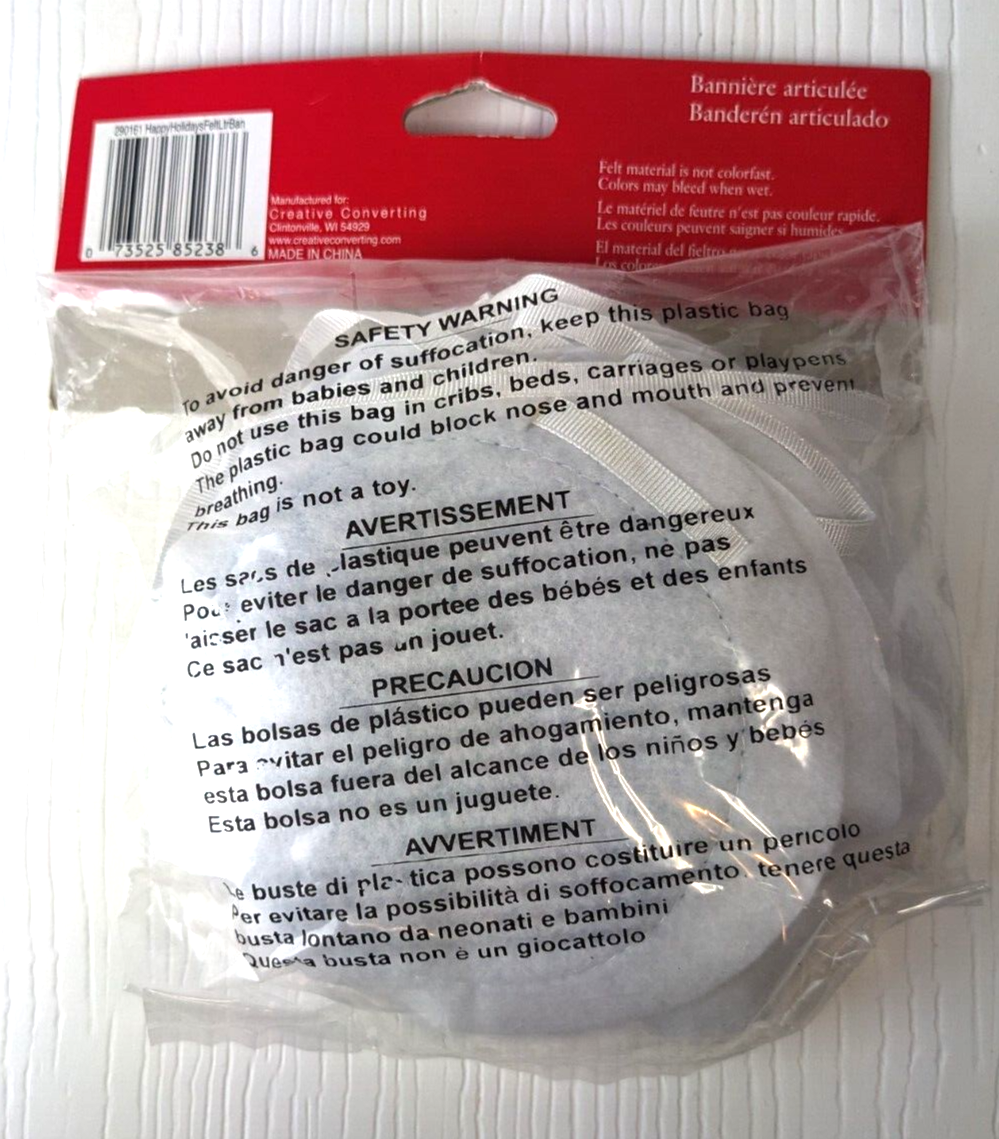 290161 HappyHolidaysFeltLtrBan
0 73525 85238 6
Manufactured for:
Creative Converting
Clintonville, WI 54929
www.creativeconverting.com
MADE IN CHINA
Bannière articulée
Banderén articulado
Felt material is not colorfast.
Colors may bleed when wet.
Le matériel de feutre n'est pas couleur rapide.
Les couleurs peuvent saigner si humides
El material del fieltro
Los
SAFETY WARNING
To avoid danger of suffocation, keep this plastic bag
away from babies and children.
Do not use this bag in cribs, beds, carriages or playpens
The plastic bag could block nose and mouth and prevent
breathing.
This bag is not a toy.
AVERTISSEMENT
Les sacs de plastique peuvent être dangereux
Pour eviter le danger de suffocation, ne pas
laisser le sac a la portee des bébés et des enfants
Ce sac n'est pas un jouet.
PRECAUCION
Las bolsas de plástico pueden ser peligrosas
Para evitar el peligro de ahogamiento, mantenga
esta bolsa fuera del alcance de los niños y bebés
Esta bolsa no es un juguete.
AVVERTIMENT
Le buste di plastica possono costituire un pericolo
Per evitare la possibilità di soffocamento, tenere questa
busta lontano da neonati e bambini
Questa busta non è un giocattolo